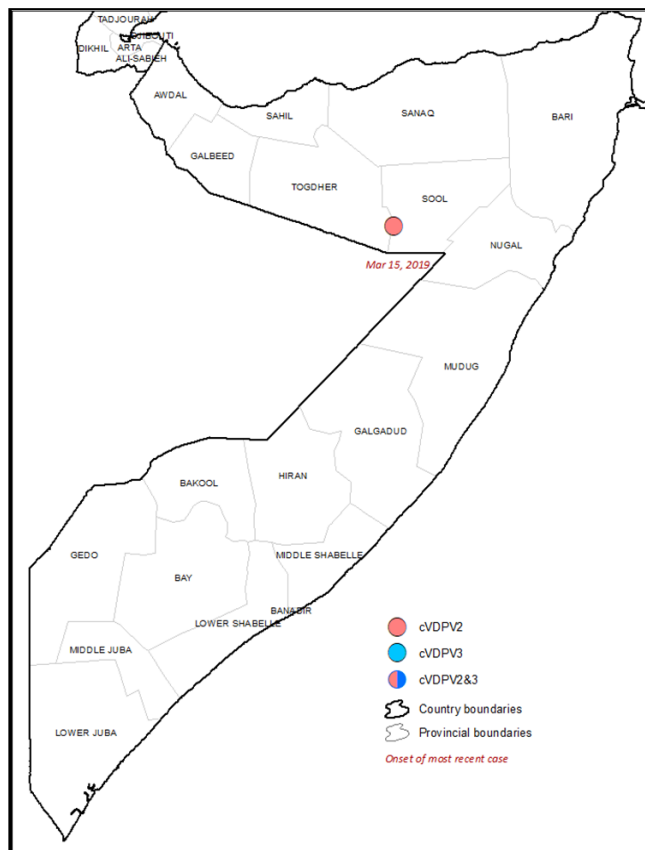 TADJOURAH
DJIBOUTI
DIKHIL
ARTA
ALI-SABIEH
AWDAL
SAHIL
SANAQ
BARI
GALBEED
TOGDHER
SOOL
NUGAL
Mar 15, 2019
MUDUG
GALGADUD
HIRAN
BAKOOL
GEDO
MIDDLE SHABELLE
BAY
BANADIR
LOWER SHABELLE
MIDDLE JUBA
LOWER JUBA
cVDPV2
cVDPV3
cVDPV2&3
Country boundaries
Provincial boundaries
Onset of most recent case